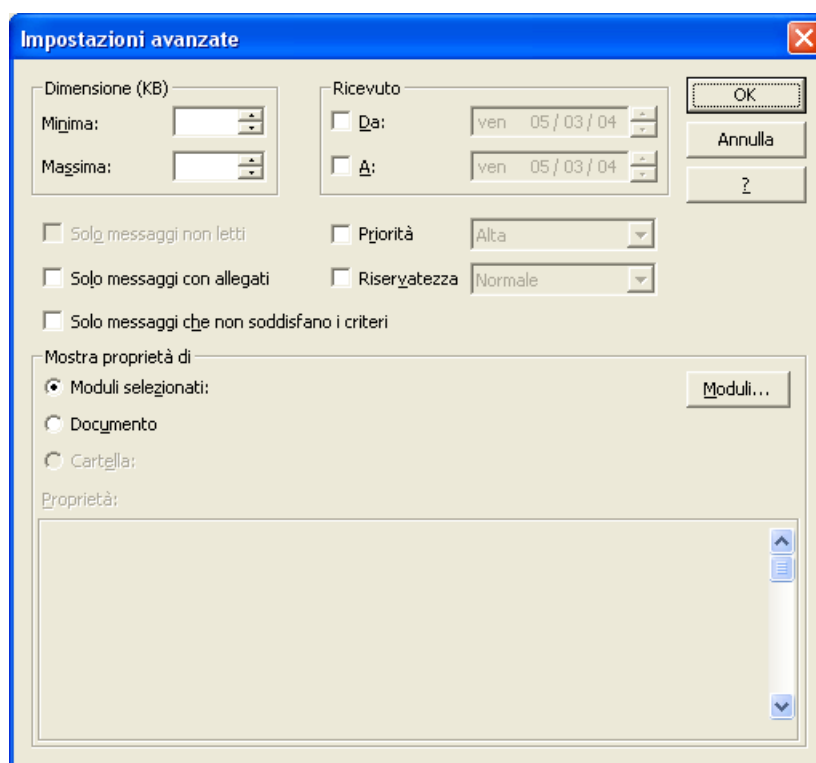 Impostazioni avanzate
Dimensione (KB)
Minima:
Massima:
Ricevuto
Da: ven 05/03/04
A: ven 05/03/04
OK
Annulla
?
Solo messaggi non letti
Priorità Alta
Solo messaggi con allegati
Riservatezza Normale
Solo messaggi che non soddisfano i criteri
Mostra proprietà di
Moduli selezionati:
Moduli...
Documento
Cartella:
Proprietà: